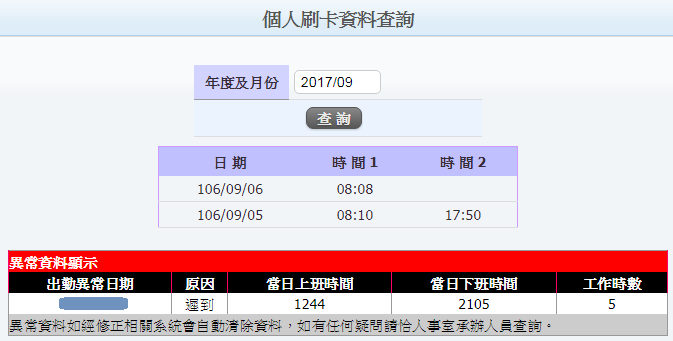 個人刷卡資料查詢
年度及月份 2017/09
查 詢
日 期 時 間 1 時 間 2
106/09/06 08:08
106/09/05 08:10 17:50
異常資料顯示
出勤異常日期 原因 當日上班時間 當日下班時間 工作時數
遲到 1244 2105 5
異常資料如經修正相關系統會自動清除資料，如有任何疑問請恰人事室承辦人員查詢。